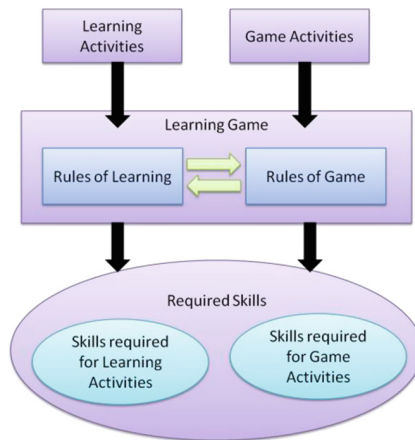 Learning
Activities
Game Activities
Learning Game
Rules of Learning
Rules of Game
Required Skills
Skills required
for Learning
Activities
Skills required
for Game
Activities